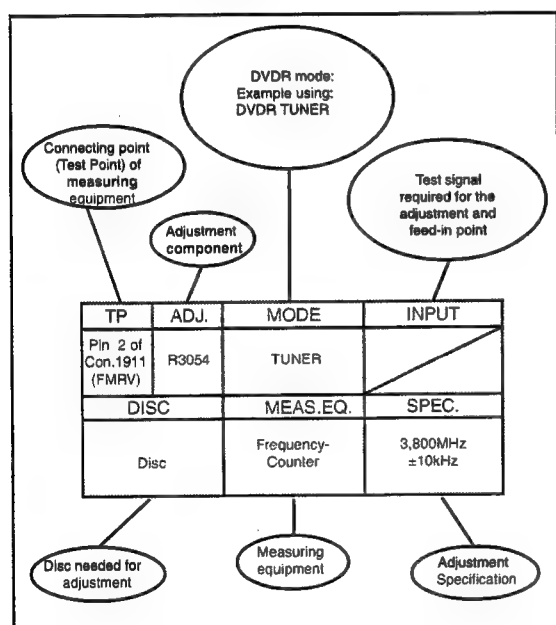 DVDR mode:
Example using:
DVDR TUNER
Connecting point
(Test Point) of
measuring
equipment
Adjustment
component
Test signal
required for the
adjustment and
feed-in point
TP ADJ. MODE INPUT
Pin 2 of
Con.1911
(FMRV)
R3054
TUNER
DISC MEAS.EQ. SPEC.
Disc
Frequency-
Counter
3,800MHz
±10kHz
Disc needed for
adjustment
Measuring
equipment
Adjustment
Specification